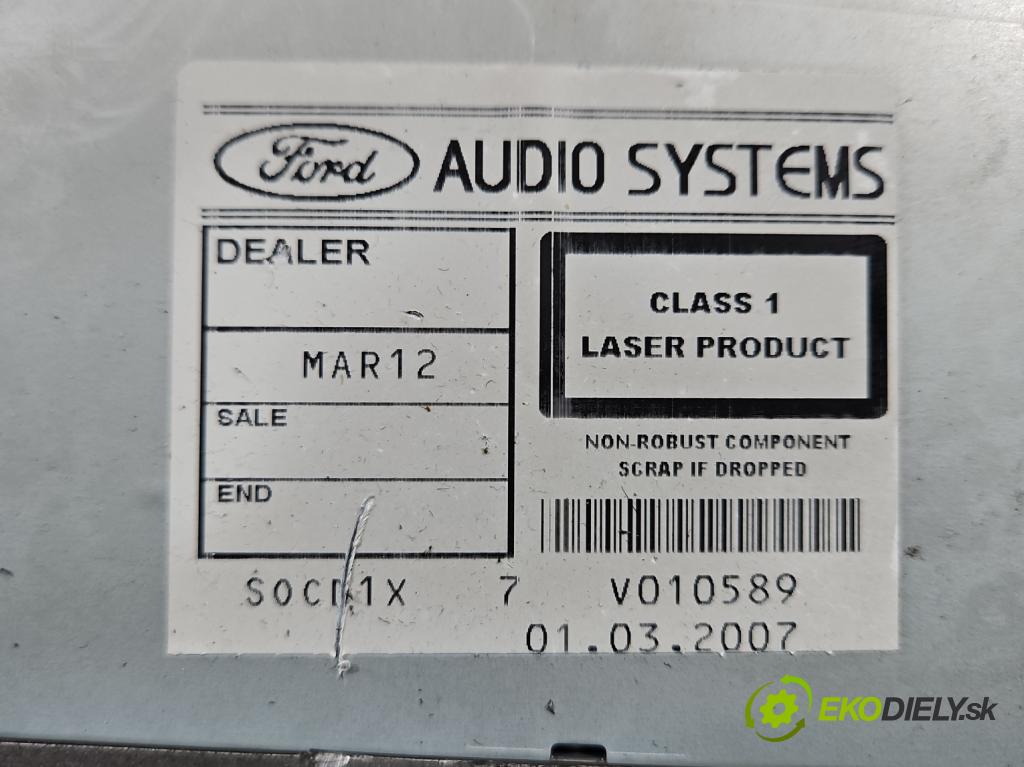 Ford AUDIO SYSTEMS
DEALER
MAR12
SALE
END
CLASS 1
LASER PRODUCT
NON-ROBUST COMPONENT
SCRAP IF DROPPED
7 V010589
01.03.2007
EKODIELY.sk